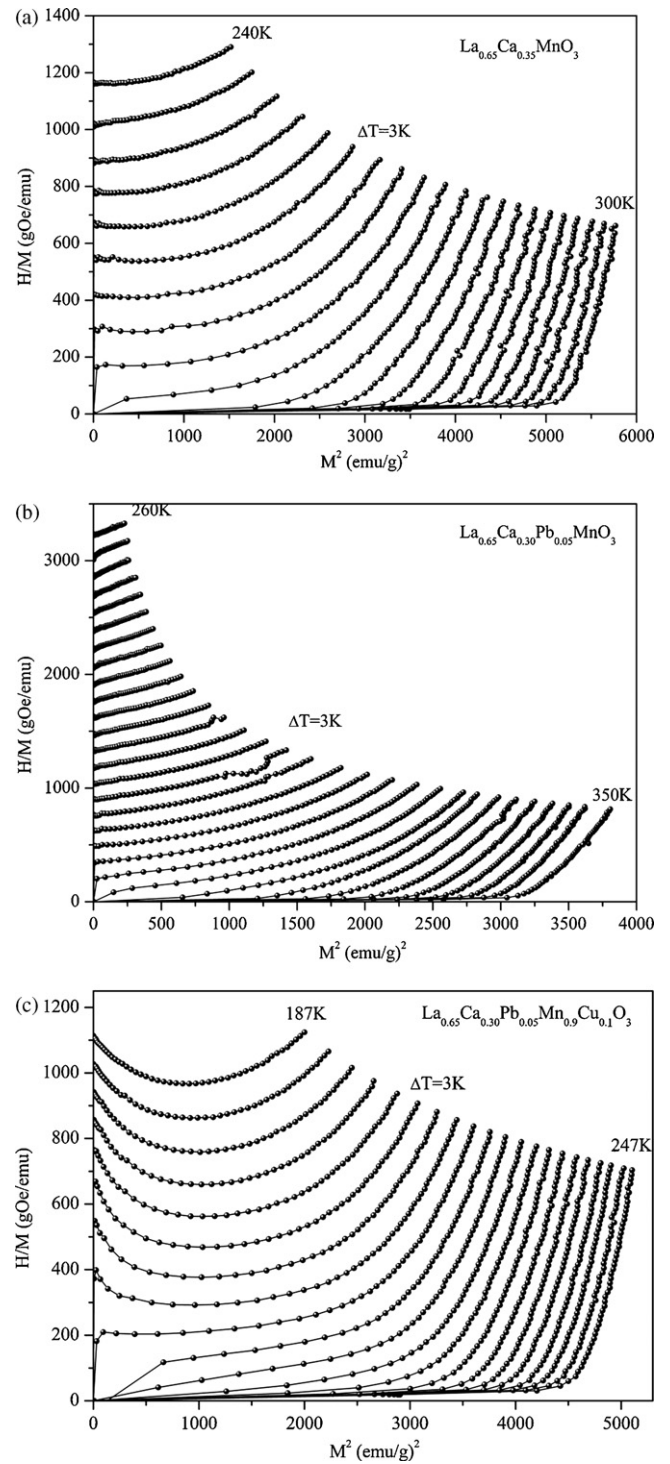 (a)
1400
1200
1000
800
600
400
200
0
H/M (gOe/emu)
240K
La0.65Ca0.35MnO3
ΔT=3K
300K
0 1000 2000 3000 4000 5000 6000
M² (emu/g)²
(b)
3000
2000
1000
0
H/M (gOe/emu)
260K
La0.65Ca0.30Pb0.05MnO3
ΔT=3K
350K
0 500 1000 1500 2000 2500 3000 3500 4000
M² (emu/g)²
(c)
1200
1000
800
600
400
200
0
H/M (gOe/emu)
187K
La0.65Ca0.30Pb0.05Mn0.9Cu0.1O3
ΔT=3K
247K
0 1000 2000 3000 4000 5000
M² (emu/g)²